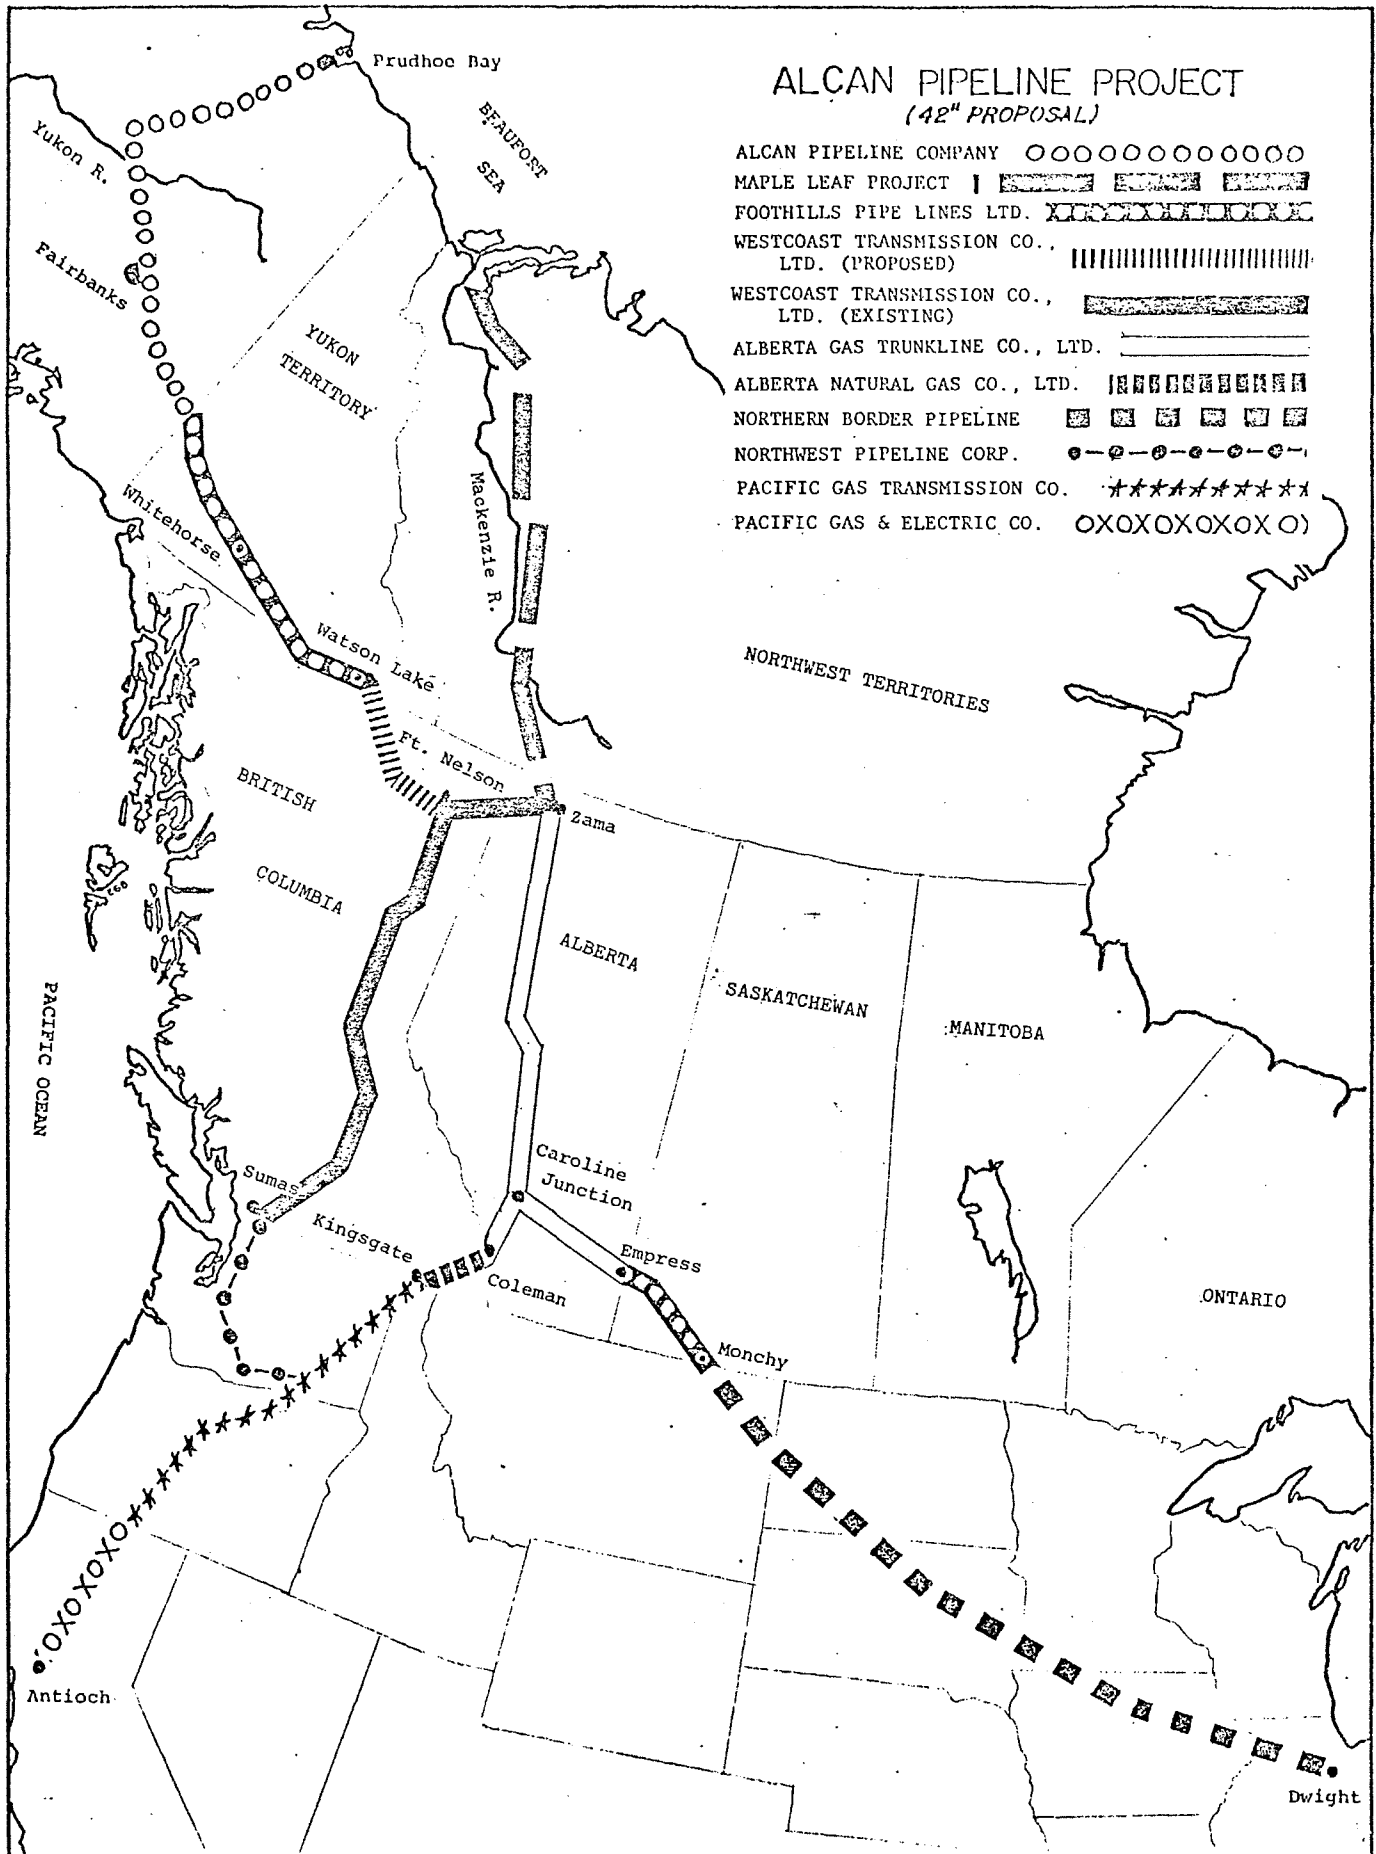 ALCAN PIPELINE PROJECT
(42" PROPOSAL)
ALCAN PIPELINE COMPANY
MAPLE LEAF PROJECT
FOOTHILLS PIPE LINES LTD.
WESTCOAST TRANSMISSION CO.,
LTD. (PROPOSED)
WESTCOAST TRANSMISSION CO.,
LTD. (EXISTING)
ALBERTA GAS TRUNKLINE CO., LTD.
ALBERTA NATURAL GAS CO., LTD.
NORTHERN BORDER PIPELINE
NORTHWEST PIPELINE CORP.
PACIFIC GAS TRANSMISSION CO.
PACIFIC GAS & ELECTRIC CO.
Prudhoe Bay
BEAUFORT
SEA
Yukon R.
Fairbanks
YUKON
TERRITORY
Whitehorse
Mackenzie R.
Watson Lake
NORTHWEST TERRITORIES
Ft. Nelson
BRITISH
COLUMBIA
Zama
ALBERTA
SASKATCHEWAN
MANITOBA
PACIFIC OCEAN
Caroline
Junction
Sumas
Kingsgate
Empress
Coleman
ONTARIO
Monchy
Antioch
Dwight